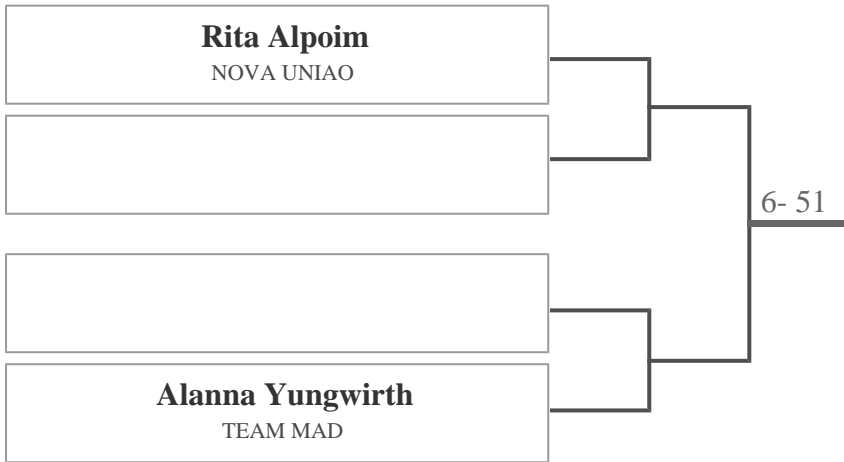 Rita Alpoim
NOVA UNIAO
6- 51
Alanna Yungwirth
TEAM MAD